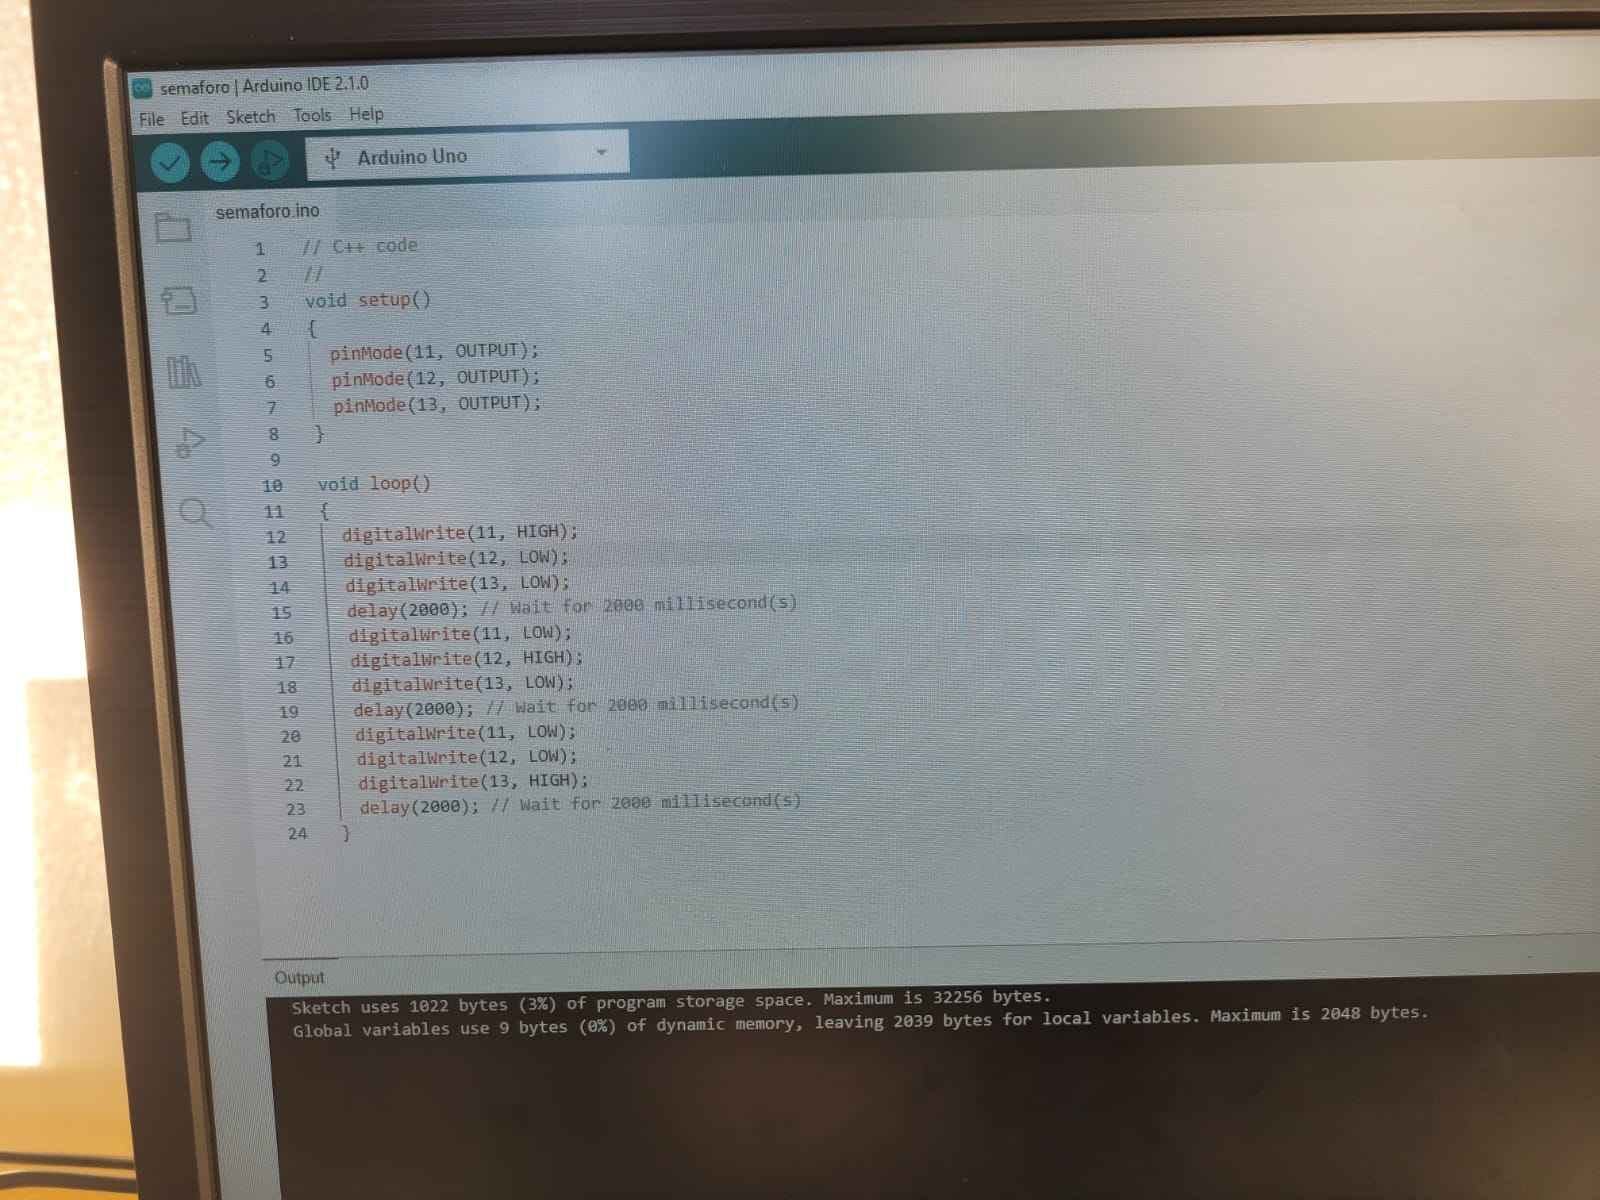 semaforo | Arduino IDE 2.1.0
File Edit Sketch Tools Help
Arduino Uno
semaforo.ino
1 // C++ code
2 //
3 void setup()
4 {
5 pinMode(11, OUTPUT);
6 pinMode(12, OUTPUT);
7 pinMode(13, OUTPUT);
8 }
9
10 void loop()
11 {
12 digitalWrite(11, HIGH);
13 digitalWrite(12, LOW);
14 digitalWrite(13, LOW);
15 delay(2000); // Wait for 2000 millisecond(s)
16 digitalWrite(11, LOW);
17 digitalWrite(12, HIGH);
18 digitalWrite(13, LOW);
19 delay(2000); // Wait for 2000 millisecond(s)
20 digitalWrite(11, LOW);
21 digitalWrite(12, LOW);
22 digitalWrite(13, HIGH);
23 delay(2000); // Wait for 2000 millisecond(s)
24 }
Output
Sketch uses 1022 bytes (3%) of program storage space. Maximum is 32256 bytes.
Global variables use 9 bytes (0%) of dynamic memory, leaving 2039 bytes for local variables. Maximum is 2048 bytes.